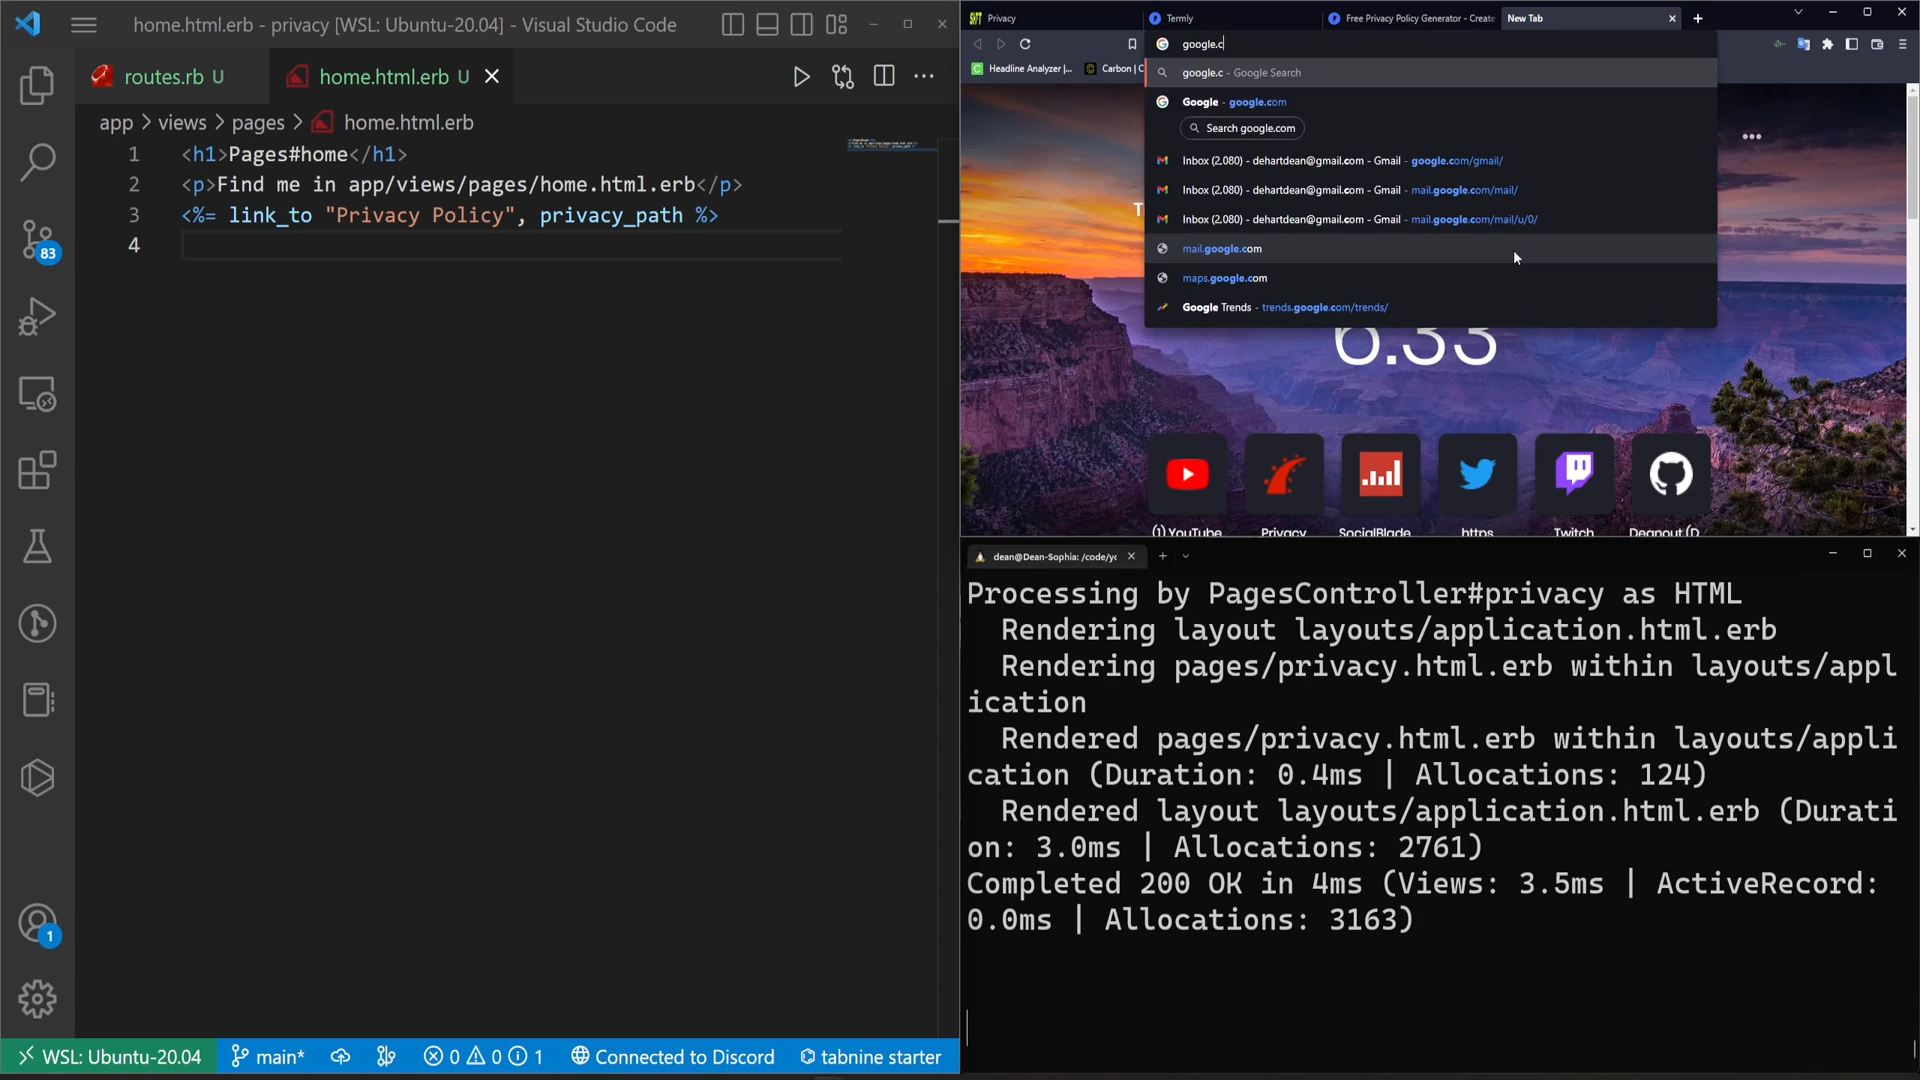 home.html.erb - privacy [WSL: Ubuntu-20.04] - Visual Studio Code
routes.rb U
home.html.erb U
app > views > pages > home.html.erb
1 <h1>Pages#home</h1>
2 <p>Find me in app/views/pages/home.html.erb</p>
3 <%= link_to "Privacy Policy", privacy_path %>
4
83
1
WSL: Ubuntu-20.04
main*
0 0 1
Connected to Discord
tabnine starter
Privacy
Termly
Free Privacy Policy Generator - Create
New Tab
google.c
Headline Analyzer |...
Carbon | C
google.c - Google Search
Google - google.com
Search google.com
Inbox (2,080) - dehartdean@gmail.com - Gmail - google.com/gmail/
Inbox (2,080) - dehartdean@gmail.com - Gmail - mail.google.com/mail/
Inbox (2,080) - dehartdean@gmail.com - Gmail - mail.google.com/mail/u/0/
mail.google.com
maps.google.com
Google Trends - trends.google.com/trends/
T
6:33
(1) YouTube
Privacy
SocialBlade
https
Twitch
Deanout (D
dean@Dean-Sophia: /code/yc
Processing by PagesController#privacy as HTML
Rendering layout layouts/application.html.erb
Rendering pages/privacy.html.erb within layouts/appl
ication
Rendered pages/privacy.html.erb within layouts/appli
cation (Duration: 0.4ms | Allocations: 124)
Rendered layout layouts/application.html.erb (Durati
on: 3.0ms | Allocations: 2761)
Completed 200 OK in 4ms (Views: 3.5ms | ActiveRecord:
0.0ms | Allocations: 3163)